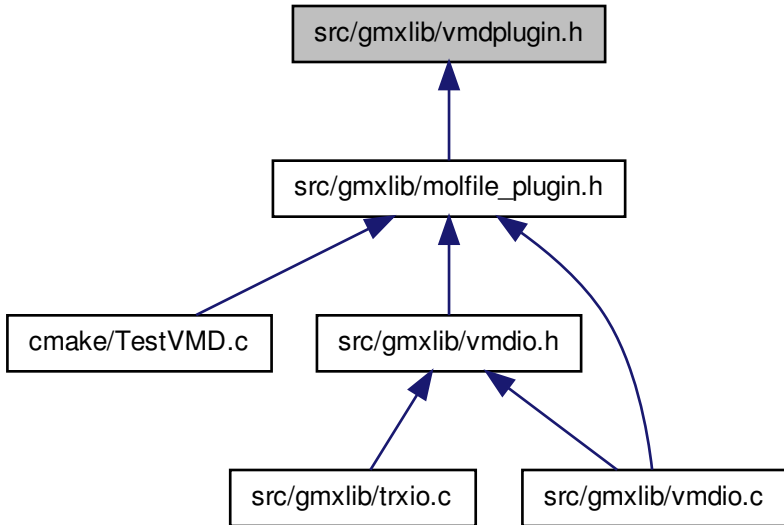 src/gmxlib/vmdplugin.h
src/gmxlib/molfile_plugin.h
cmake/TestVMD.c
src/gmxlib/vmdio.h
src/gmxlib/trxio.c
src/gmxlib/vmdio.c